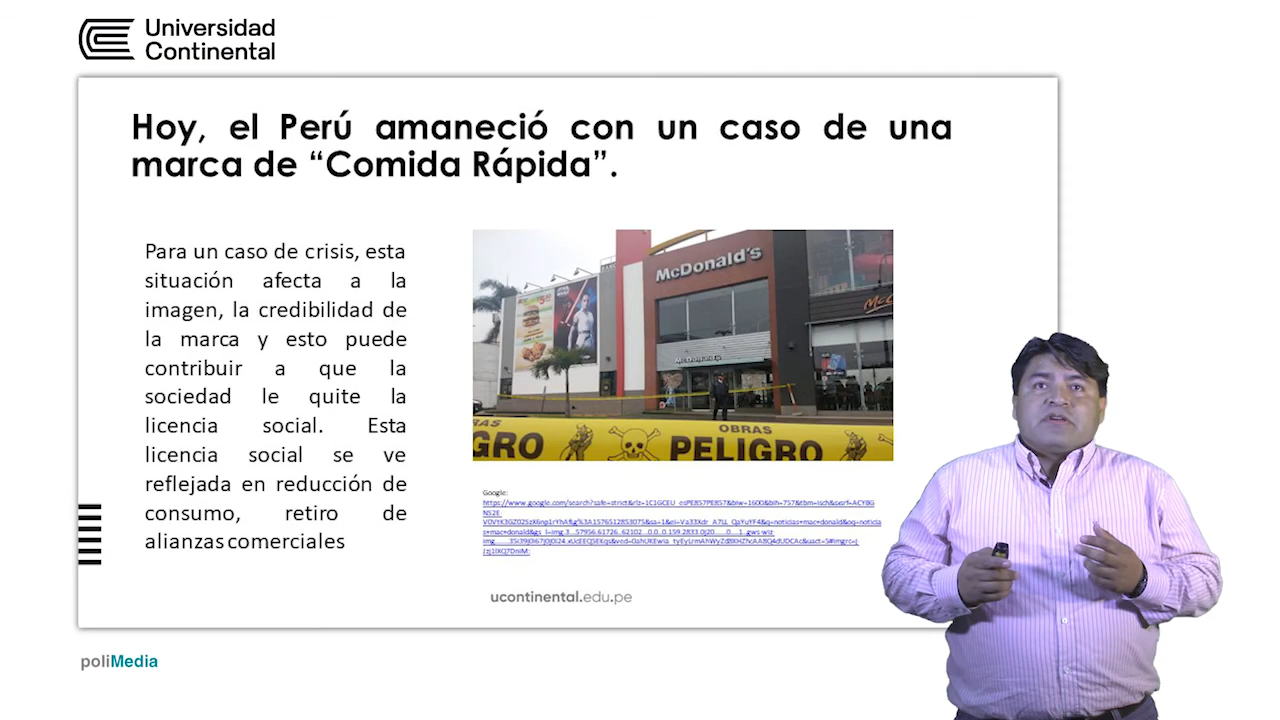 Universidad
Continental
Hoy, el Perú amaneció con un caso de una
marca de “Comida Rápida”.
Para un caso de crisis, esta
situación afecta a la
imagen, la credibilidad de
la marca y esto puede
contribuir a que la
sociedad le quite la
licencia social. Esta
licencia social se ve
reflejada en reducción de
consumo, retiro de
alianzas comerciales
McDonald's
McDonald's
OBRAS
PELIGRO
Google:
ucontinental.edu.pe
poliMedia